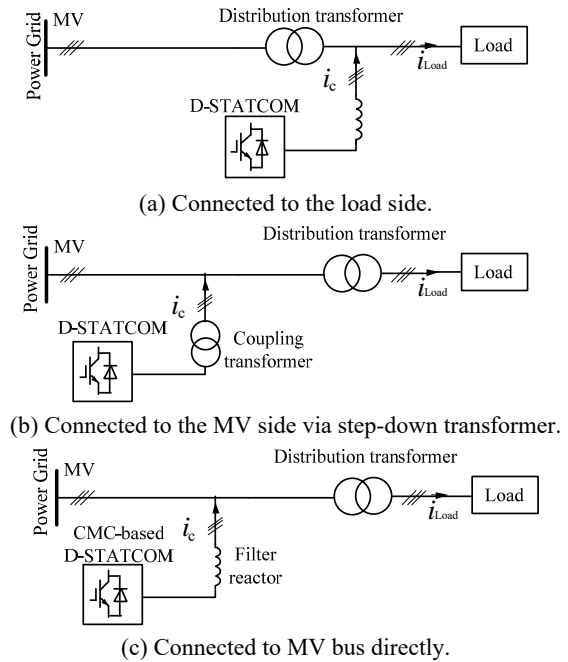 Distribution transformer
MV
Power Grid
Load
iLoad
ic
D-STATCOM
(a) Connected to the load side.
Distribution transformer
MV
Power Grid
Load
iLoad
ic
D-STATCOM
Coupling
transformer
(b) Connected to the MV side via step-down transformer.
Distribution transformer
MV
Power Grid
Load
iLoad
ic
CMC-based
D-STATCOM
Filter
reactor
(c) Connected to MV bus directly.